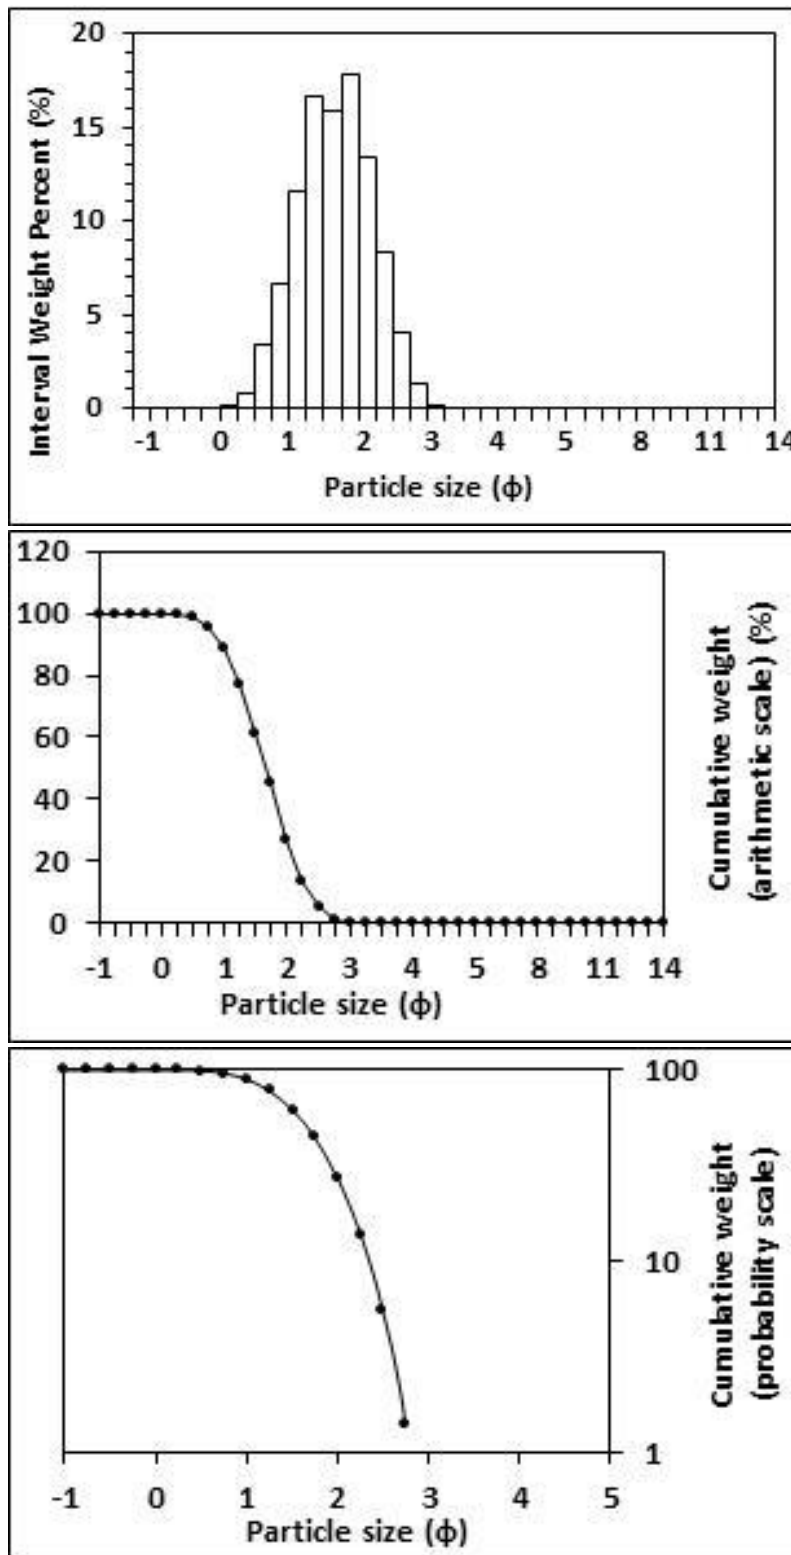 20
15
10
5
0
Interval Weight Percent (%)
-1 0 1 2 3 4 5 8 11 14
Particle size (ϕ)
120
100
80
60
40
20
0
Cumulative weight
(arithmetic scale) (%)
-1 0 1 2 3 4 5 8 11 14
Particle size (ϕ)
100
10
1
Cumulative weight
(probability scale)
-1 0 1 2 3 4 5
Particle size (ϕ)